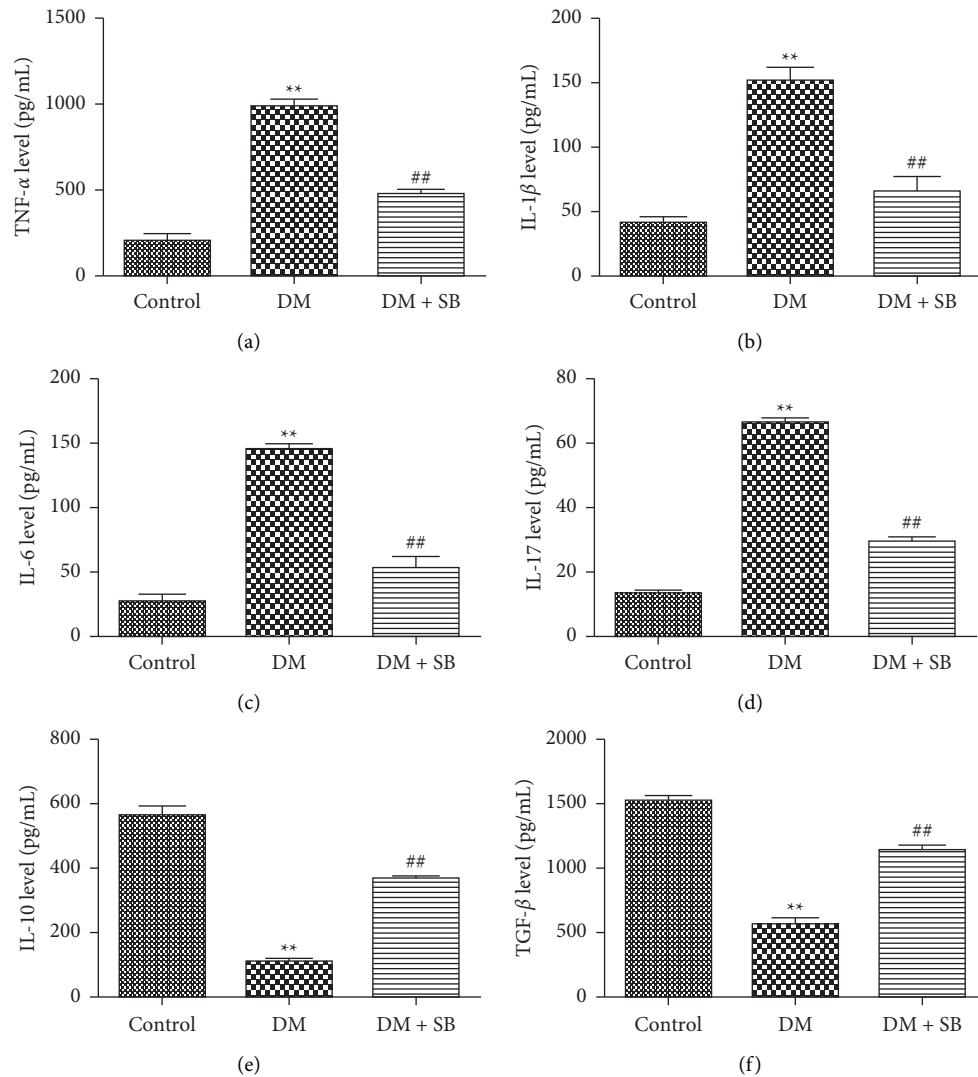 1500
1000
500
0
TNF-α level (pg/mL)
**
##
Control DM DM + SB
(a)
200
150
100
50
0
IL-1β level (pg/mL)
**
##
Control DM DM + SB
(b)
200
150
100
50
0
IL-6 level (pg/mL)
**
##
Control DM DM + SB
(c)
80
60
40
20
0
IL-17 level (pg/mL)
**
##
Control DM DM + SB
(d)
800
600
400
200
0
IL-10 level (pg/mL)
**
##
Control DM DM + SB
(e)
2000
1500
1000
500
0
TGF-β level (pg/mL)
**
##
Control DM DM + SB
(f)